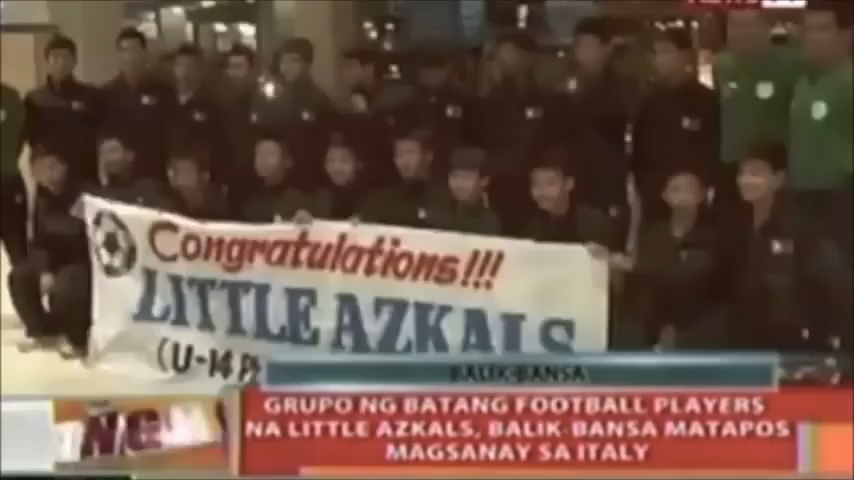 Congratulations!!!
LITTLE AZKALS
(U-14
BALIK-BANSA
GRUPO NG BATANG FOOTBALL PLAYERS
NA LITTLE AZKALS, BALIK-BANSA MATAPOS
MAGSANAY SA ITALY